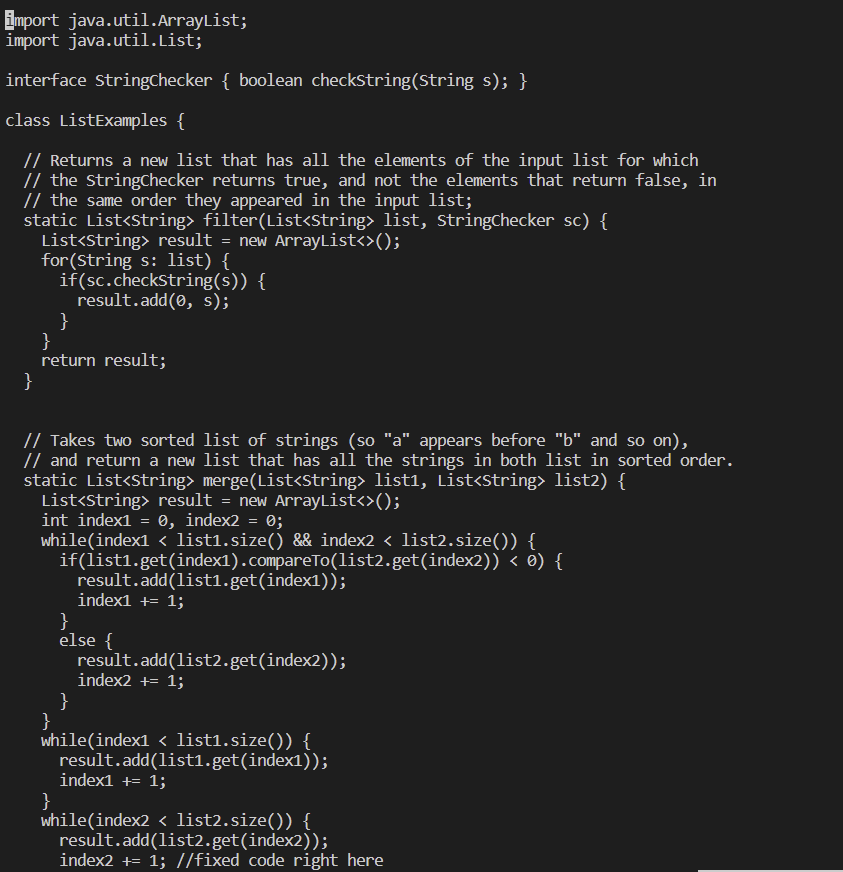 import java.util.ArrayList;
import java.util.List;

interface StringChecker { boolean checkString(String s); }

class ListExamples {

  // Returns a new list that has all the elements of the input list for which
  // the StringChecker returns true, and not the elements that return false, in
  // the same order they appeared in the input list;
  static List<String> filter(List<String> list, StringChecker sc) {
    List<String> result = new ArrayList<>();
    for(String s: list) {
      if(sc.checkString(s)) {
        result.add(0, s);
      }
    }
    return result;
  }


  // Takes two sorted list of strings (so "a" appears before "b" and so on),
  // and return a new list that has all the strings in both list in sorted order.
  static List<String> merge(List<String> list1, List<String> list2) {
    List<String> result = new ArrayList<>();
    int index1 = 0, index2 = 0;
    while(index1 < list1.size() && index2 < list2.size()) {
      if(list1.get(index1).compareTo(list2.get(index2)) < 0) {
        result.add(list1.get(index1));
        index1 += 1;
      }
      else {
        result.add(list2.get(index2));
        index2 += 1;
      }
    }
    while(index1 < list1.size()) {
      result.add(list1.get(index1));
      index1 += 1;
    }
    while(index2 < list2.size()) {
      result.add(list2.get(index2));
      index2 += 1; //fixed code right here